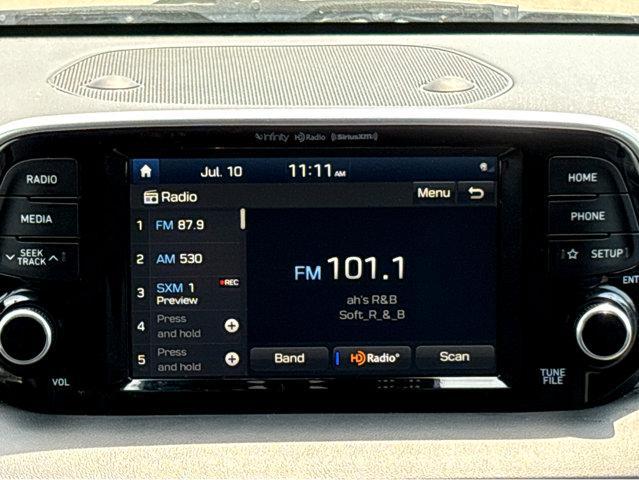 infinity HD Radio ((SiriusXM))
RADIO
MEDIA
SEEK
TRACK
VOL
Jul. 10 11:11 AM
Radio Menu
1 FM 87.9
2 AM 530
3 SXM 1 REC
Preview
4 Press
and hold
5 Press
and hold
FM 101.1
ah's R&B
Soft_R_&_B
Band HD Radio Scan
HOME
PHONE
SETUP
ENT
TUNE
FILE